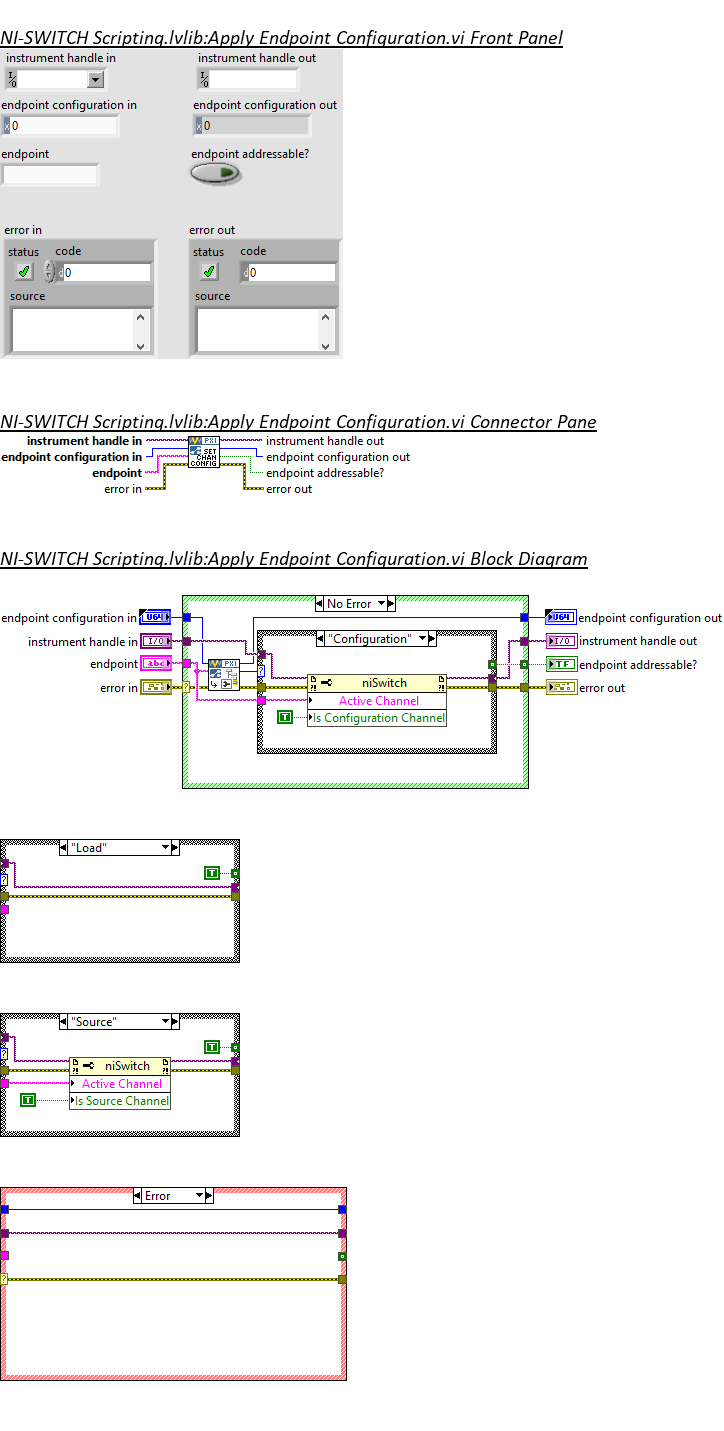 NI-SWITCH Scripting.lvlib:Apply Endpoint Configuration.vi Front Panel
instrument handle in
instrument handle out
I/O
I/O
endpoint configuration in
endpoint configuration out
x 0
x 0
endpoint
endpoint addressable?
error in
error out
status code
status code
d 0
d 0
source
source
NI-SWITCH Scripting.lvlib:Apply Endpoint Configuration.vi Connector Pane
instrument handle in
PXI
instrument handle out
endpoint configuration in
SET
endpoint configuration out
CHAN
endpoint
CONFIG
endpoint addressable?
error in
error out
NI-SWITCH Scripting.lvlib:Apply Endpoint Configuration.vi Block Diagram
No Error
endpoint configuration in
U64
U64
endpoint configuration out
instrument handle in
I/O
"Configuration"
I/O
instrument handle out
endpoint
abc
PXI
?
TF
endpoint addressable?
error in
?
niSwitch
error out
Active Channel
T
Is Configuration Channel
"Load"
T
?
"Source"
T
?
niSwitch
Active Channel
T
Is Source Channel
Error
?